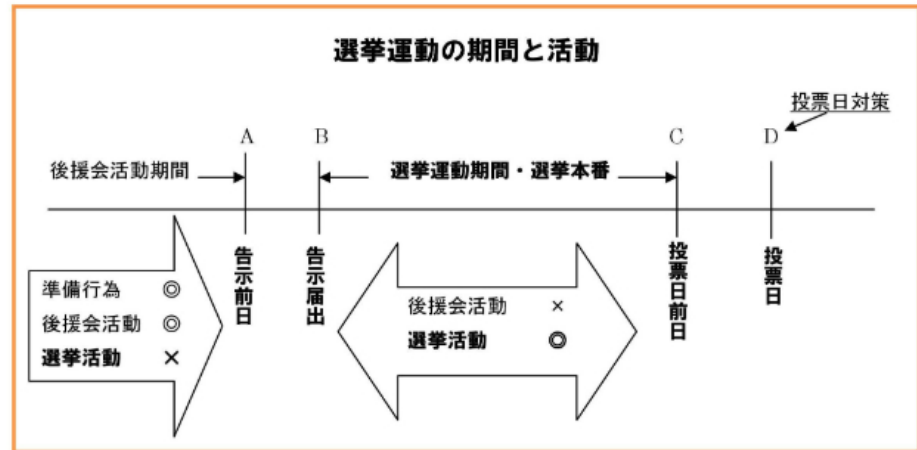 選挙運動の期間と活動
投票日対策
A
B
C
D
後援会活動期間
選挙運動期間・選挙本番
告示前日
告示届出
投票日前日
投票日
準備行為 ◎
後援会活動 ◎
選挙活動 ×
後援会活動 ×
選挙活動 ◎